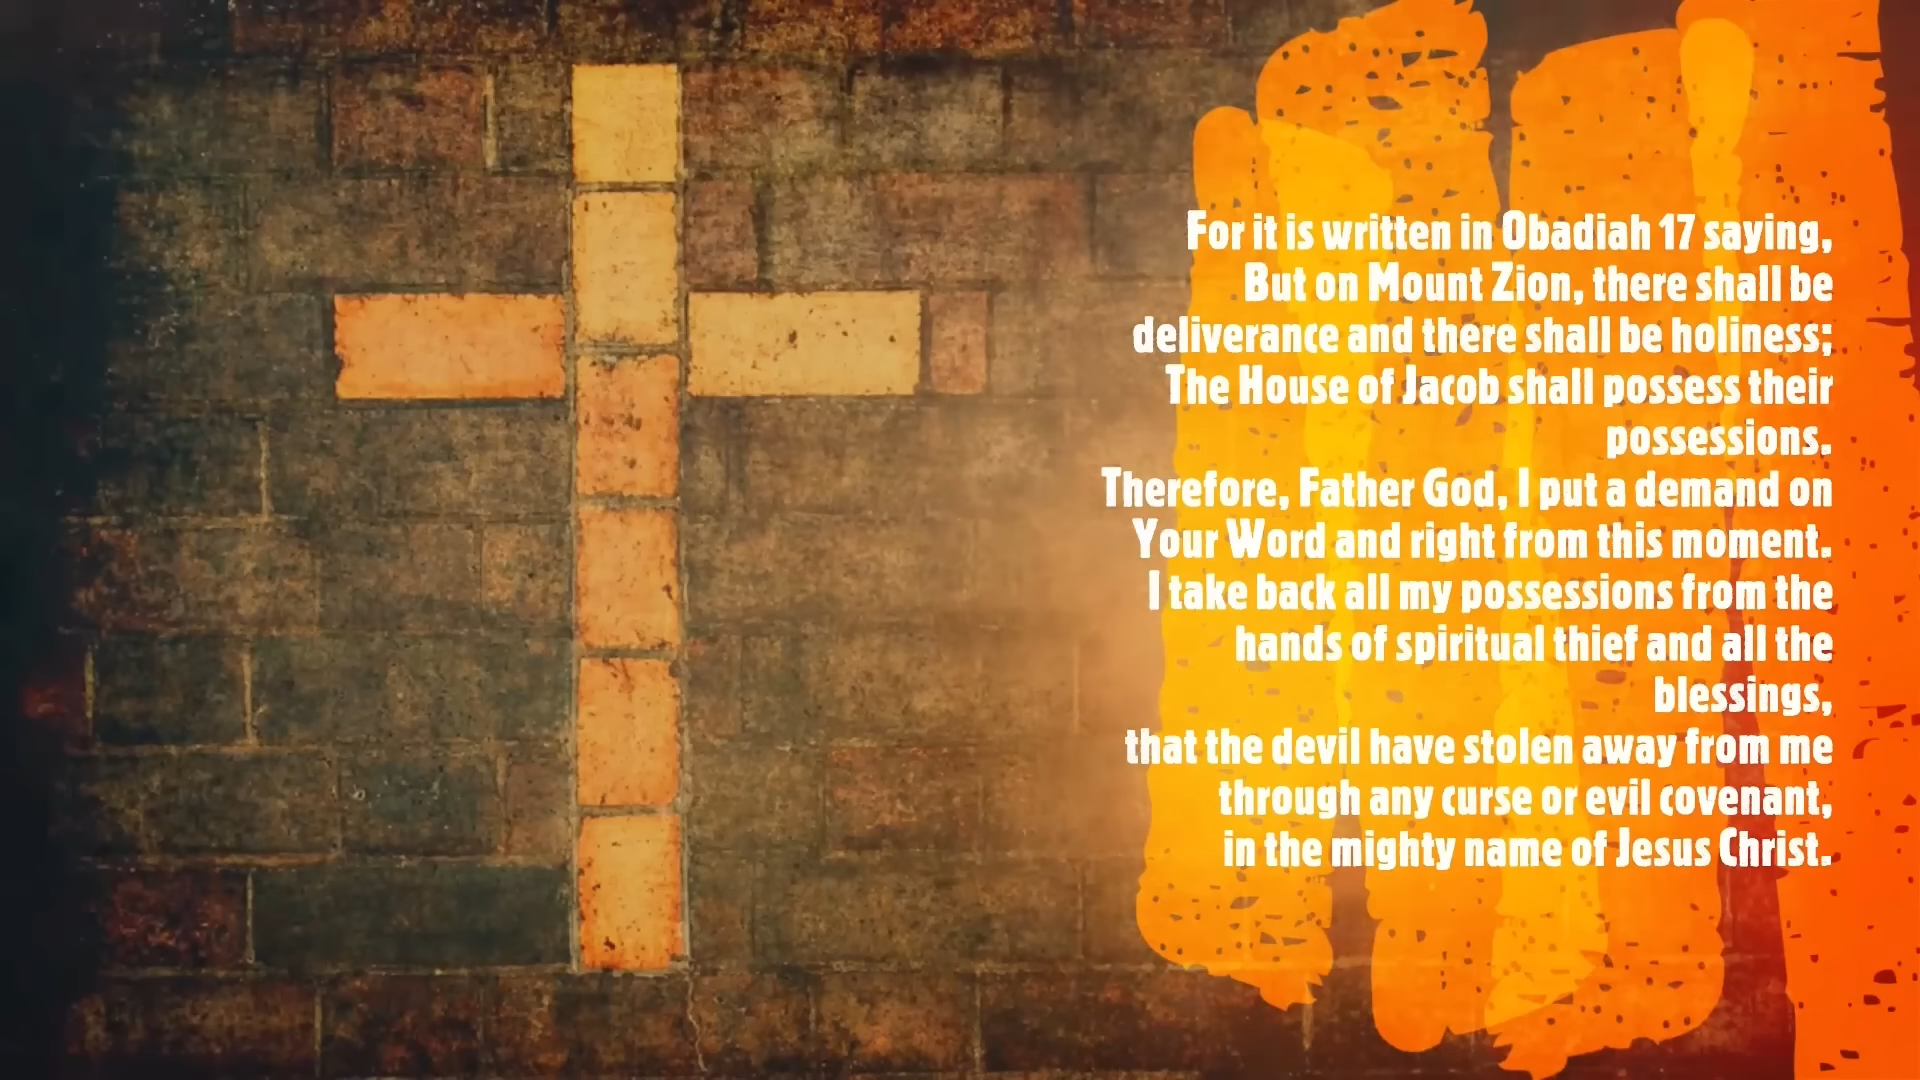 For it is written in Obadiah 17 saying,
But on Mount Zion, there shall be
deliverance and there shall be holiness;
The House of Jacob shall possess their
possessions.
Therefore, Father God, I put a demand on
Your Word and right from this moment.
I take back all my possessions from the
hands of spiritual thief and all the
blessings,
that the devil have stolen away from me
through any curse or evil covenant,
in the mighty name of Jesus Christ.